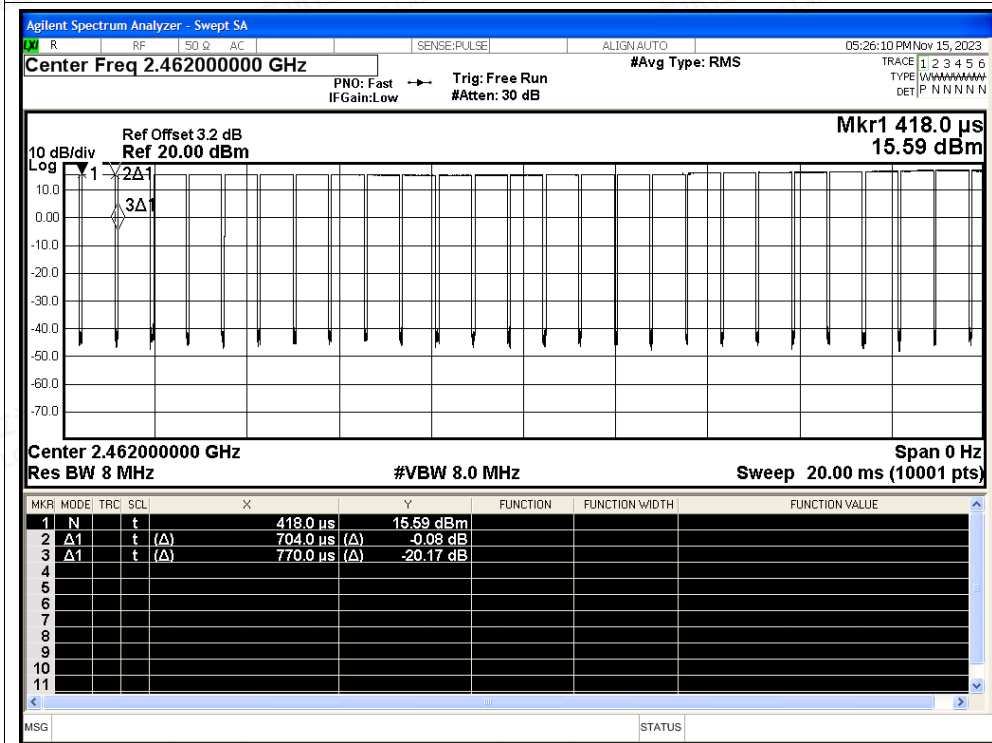 Agilent Spectrum Analyzer - Swept SA
LXI R RF 50 Ω AC SENSE:PULSE ALIGN AUTO 05:26:10 PM Nov 15, 2023
Center Freq 2.462000000 GHz #Avg Type: RMS TRACE 1 2 3 4 5 6
PNO: Fast Trig: Free Run TYPE W
IFGain:Low #Atten: 30 dB DET P N N N N N
Mkr1 418.0 µs
Ref Offset 3.2 dB
10 dB/div Ref 20.00 dBm 15.59 dBm
Log
1 2Δ1
10.0
3Δ1
0.00
-10.0
-20.0
-30.0
-40.0
-50.0
-60.0
-70.0
Center 2.462000000 GHz Span 0 Hz
Res BW 8 MHz #VBW 8.0 MHz Sweep 20.00 ms (10001 pts)
MKR MODE TRC SCL X Y FUNCTION FUNCTION WIDTH FUNCTION VALUE
1 N t 418.0 µs 15.59 dBm
2 Δ1 t (Δ) 704.0 µs (Δ) -0.08 dB
3 Δ1 t (Δ) 770.0 µs (Δ) -20.17 dB
4
5
6
7
8
9
10
11
MSG STATUS